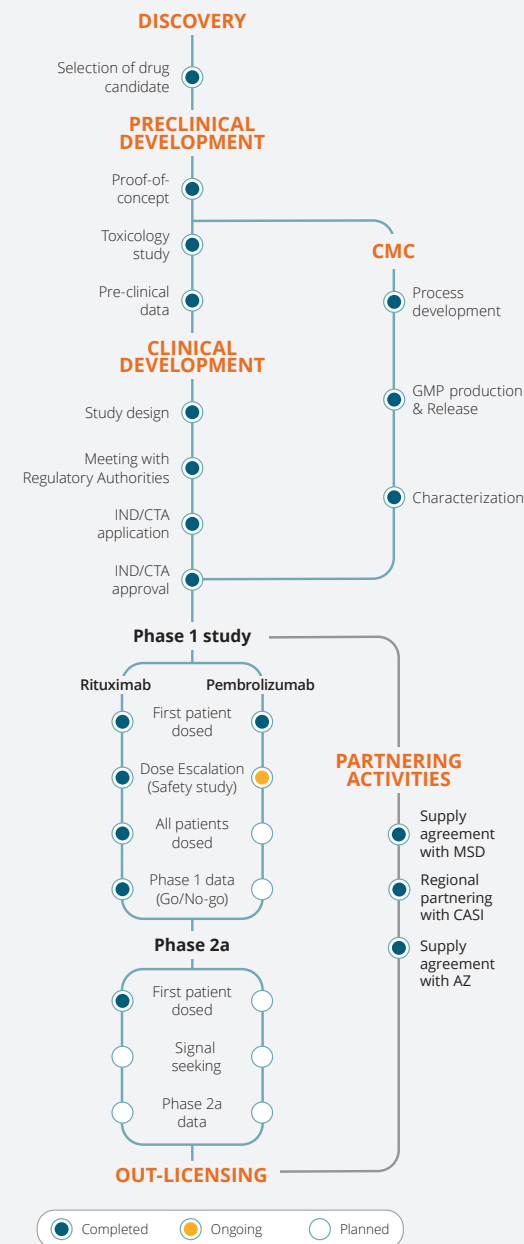 DISCOVERY
Selection of drug
candidate
PRECLINICAL
DEVELOPMENT
Proof-of-
concept
Toxicology
study
Pre-clinical
data
CMC
Process
development
GMP production
& Release
Characterization
CLINICAL
DEVELOPMENT
Study design
Meeting with
Regulatory Authorities
IND/CTA
application
IND/CTA
approval
Phase 1 study
Rituximab
Pembrolizumab
First patient
dosed
Dose Escalation
(Safety study)
All patients
dosed
Phase 1 data
(Go/No-go)
PARTNERING
ACTIVITIES
Supply
agreement
with MSD
Regional
partnering
with CASI
Supply
agreement
with AZ
Phase 2a
First patient
dosed
Signal
seeking
Phase 2a
data
OUT-LICENSING
Completed
Ongoing
Planned